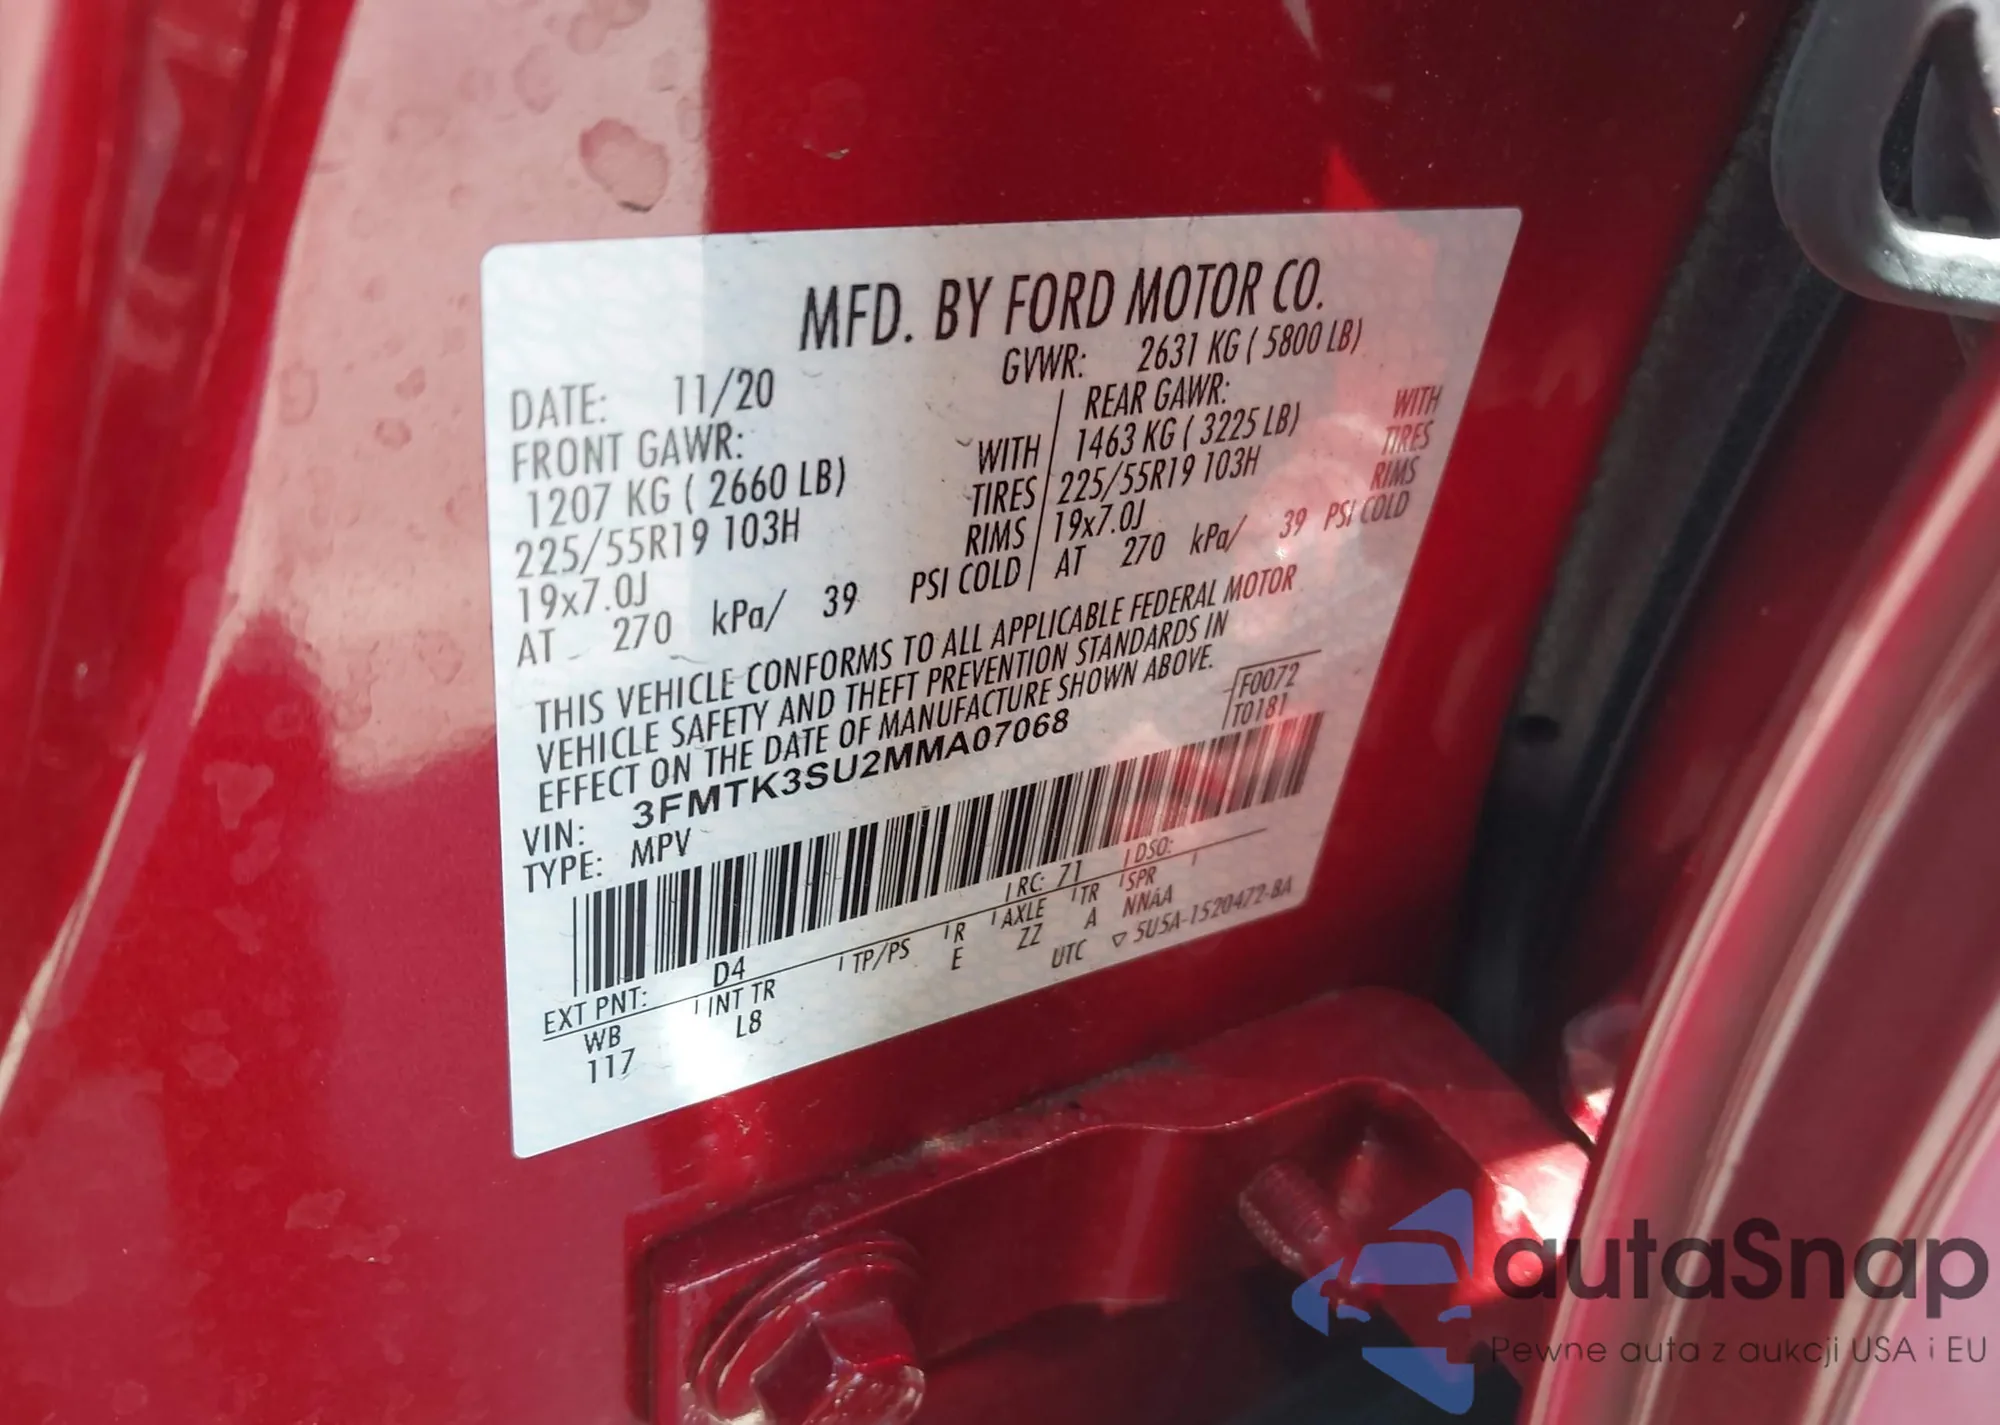 MFD. BY FORD MOTOR CO.
DATE: 11/20
GVWR: 2631 KG ( 5800 LB)
FRONT GAWR:
1207 KG ( 2660 LB) WITH
225/55R19 103H TIRES
19x7.0J RIMS
AT 270 kPa/ 39 PSI COLD
REAR GAWR: WITH
1463 KG ( 3225 LB) TIRES
225/55R19 103H RIMS
19x7.0J
AT 270 kPa/ 39 PSI COLD
THIS VEHICLE CONFORMS TO ALL APPLICABLE FEDERAL MOTOR
VEHICLE SAFETY AND THEFT PREVENTION STANDARDS IN
EFFECT ON THE DATE OF MANUFACTURE SHOWN ABOVE.
F0072
T0181
VIN: 3FMTK3SU2MMA07068
TYPE: MPV
EXT PNT: D4 RC: 71 DSO:
WB INT TR TP/PS R AXLE TR SPR
117 L8 E ZZ A NNAA
UTC ▽ 5U5A-1520472-BA
autaSnap
Pewne auta z aukcji USA i EU